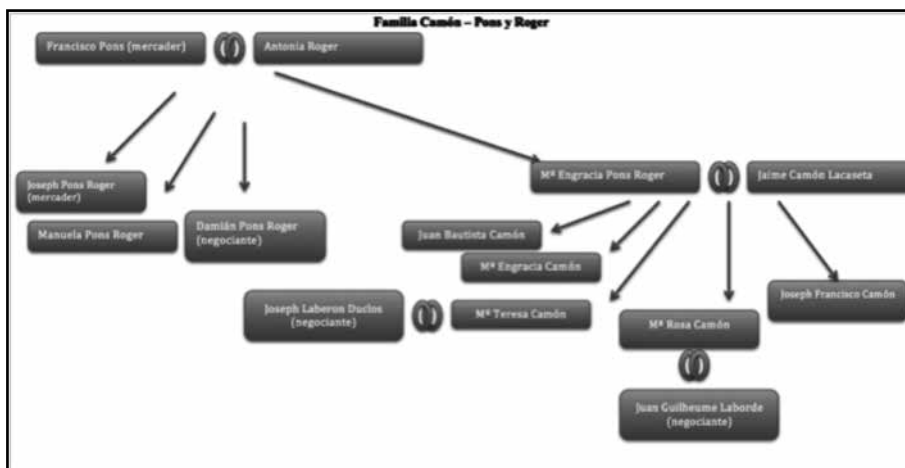 Familia Camón – Pons y Roger
Francisco Pons (mercader)
Antonia Roger
Mª Engracia Pons Roger
Jaime Camón Lacaseta
Joseph Pons Roger
(mercader)
Manuela Pons Roger
Damián Pons Roger
(negociante)
Juan Bautista Camón
Mª Engracia Camón
Joseph Francisco Camón
Joseph Laberon Duclos
(negociante)
Mª Teresa Camón
Mª Rosa Camón
Juan Guilheume Laborde
(negociante)